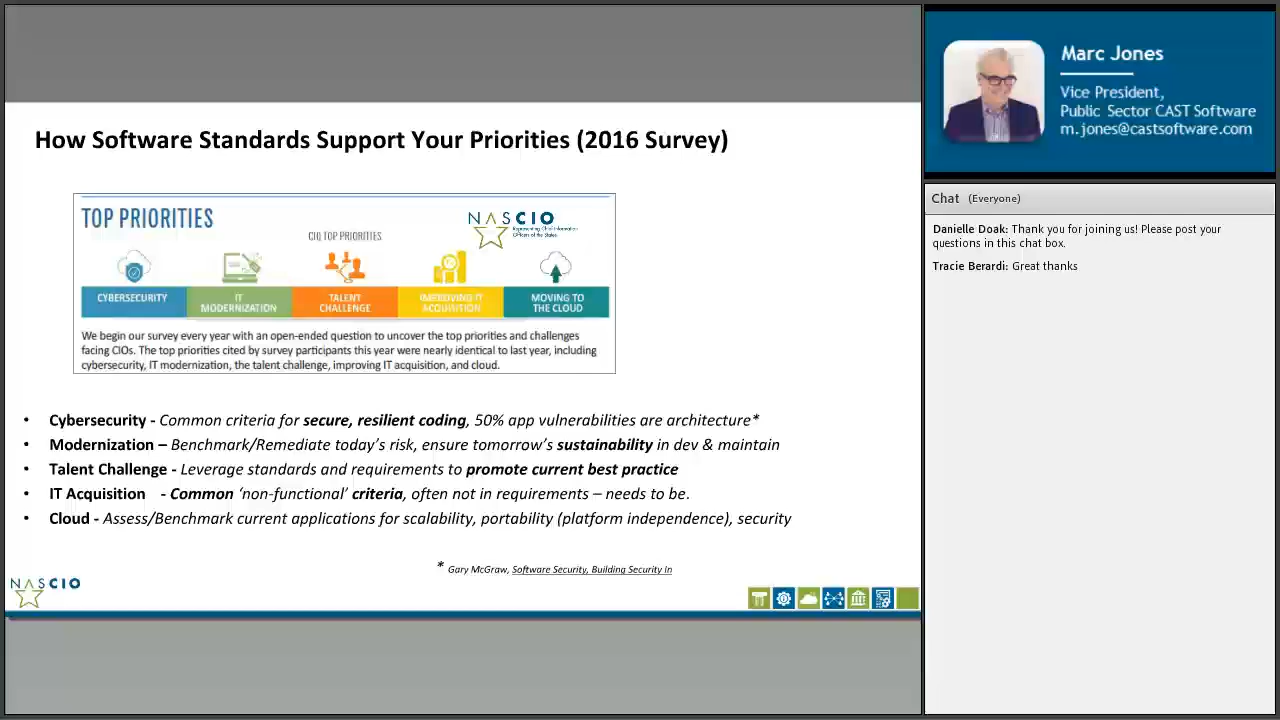 How Software Standards Support Your Priorities (2016 Survey)
TOP PRIORITIES
NASCIO
Representing Chief Information
Officers of the States
CIO TOP PRIORITIES
CYBERSECURITY
IT
MODERNIZATION
TALENT
CHALLENGE
IMPROVING IT
ACQUISITION
MOVING TO
THE CLOUD
We begin our survey every year with an open-ended question to uncover the top priorities and challenges
facing CIOs. The top priorities cited by survey participants this year were nearly identical to last year, including
cybersecurity, IT modernization, the talent challenge, improving IT acquisition, and cloud.
• Cybersecurity - Common criteria for secure, resilient coding, 50% app vulnerabilities are architecture*
• Modernization – Benchmark/Remediate today's risk, ensure tomorrow's sustainability in dev & maintain
• Talent Challenge - Leverage standards and requirements to promote current best practice
• IT Acquisition - Common 'non-functional' criteria, often not in requirements – needs to be.
• Cloud - Assess/Benchmark current applications for scalability, portability (platform independence), security
* Gary McGraw, Software Security, Building Security In
NASCIO
Marc Jones
Vice President,
Public Sector CAST Software
m.jones@castsoftware.com
Chat (Everyone)
Danielle Doak: Thank you for joining us! Please post your
questions in this chat box.
Tracie Berardi: Great thanks